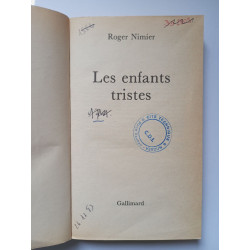 Roger Nimier
Les enfants
tristes
C.D.I.
Gallimard